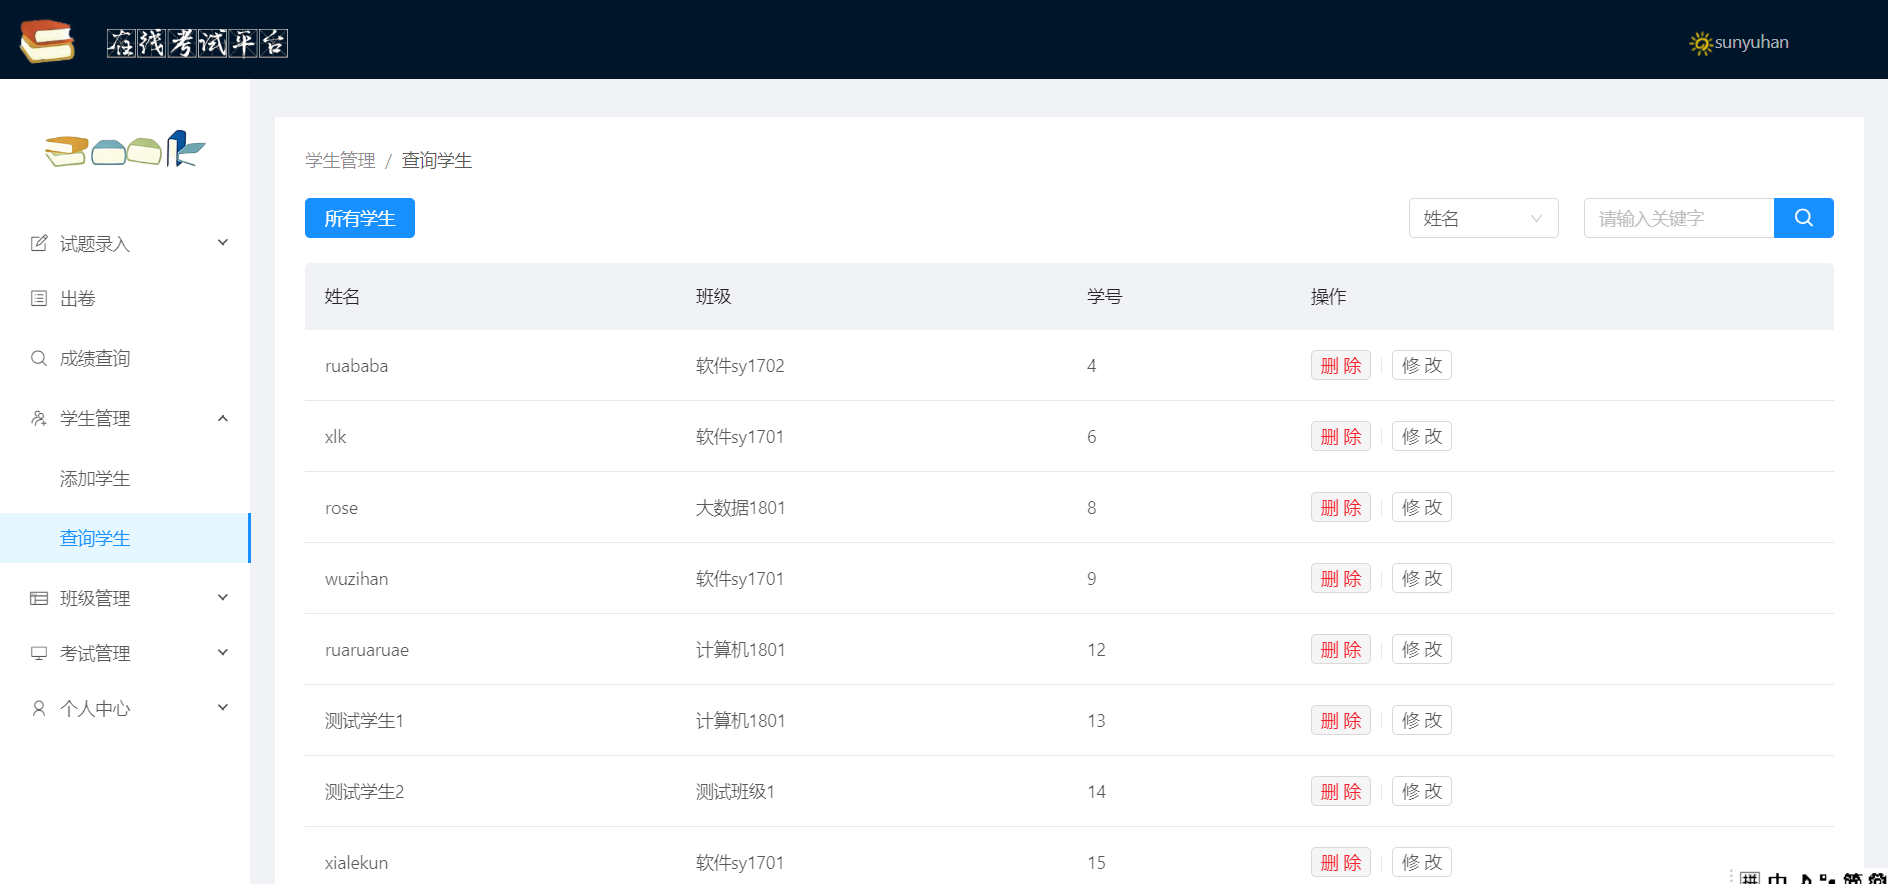 在线考试平台
sunyuhan
Book
试题录入
出卷
成绩查询
学生管理
添加学生
查询学生
班级管理
考试管理
个人中心
学生管理 / 查询学生
所有学生
姓名
请输入关键字
姓名 班级 学号 操作
ruababa 软件sy1702 4 删 除 修 改
xlk 软件sy1701 6 删 除 修 改
rose 大数据1801 8 删 除 修 改
wuzihan 软件sy1701 9 删 除 修 改
ruaruaruae 计算机1801 12 删 除 修 改
测试学生1 计算机1801 13 删 除 修 改
测试学生2 测试班级1 14 删 除 修 改
xialekun 软件sy1701 15 删 除 修 改
拼 中 简